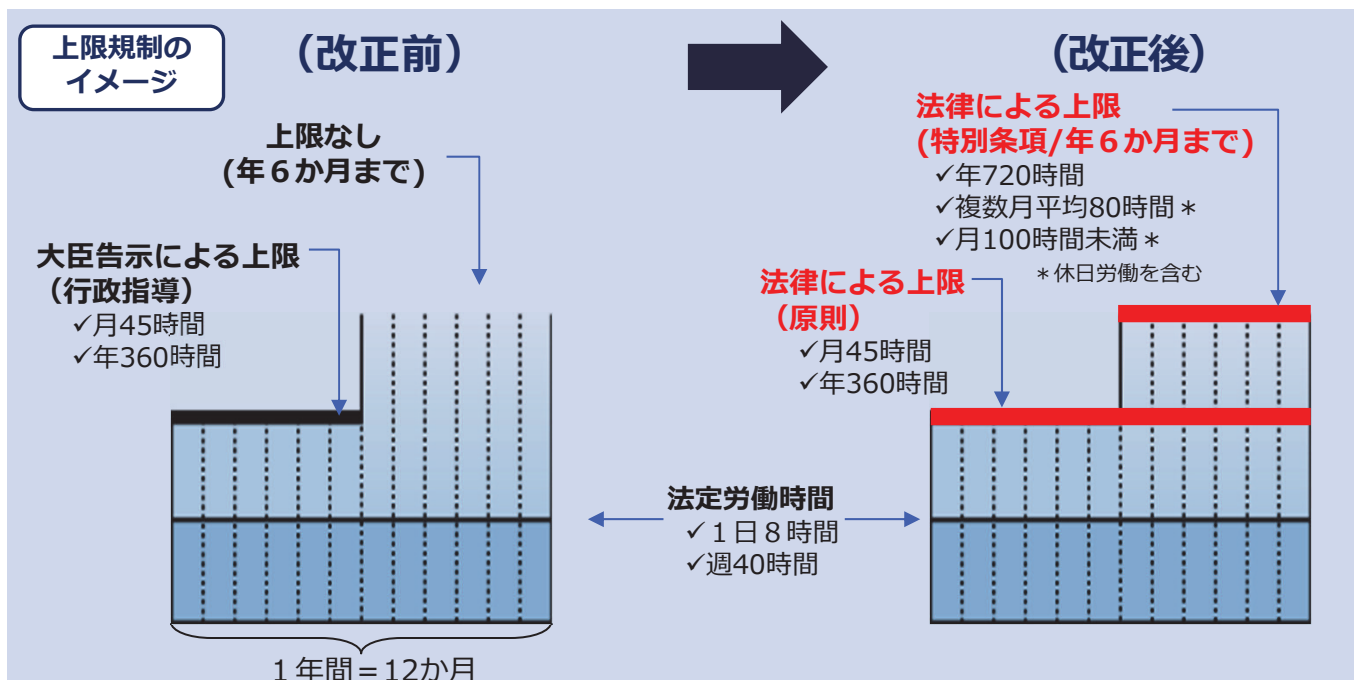 上限規制の
イメージ
（改正前）
上限なし
(年６か月まで)
大臣告示による上限
（行政指導）
✓月45時間
✓年360時間
１年間＝12か月
法定労働時間
✓１日８時間
✓週40時間
（改正後）
法律による上限
(特別条項/年６か月まで)
✓年720時間
✓複数月平均80時間＊
✓月100時間未満＊
＊休日労働を含む
法律による上限
（原則）
✓月45時間
✓年360時間